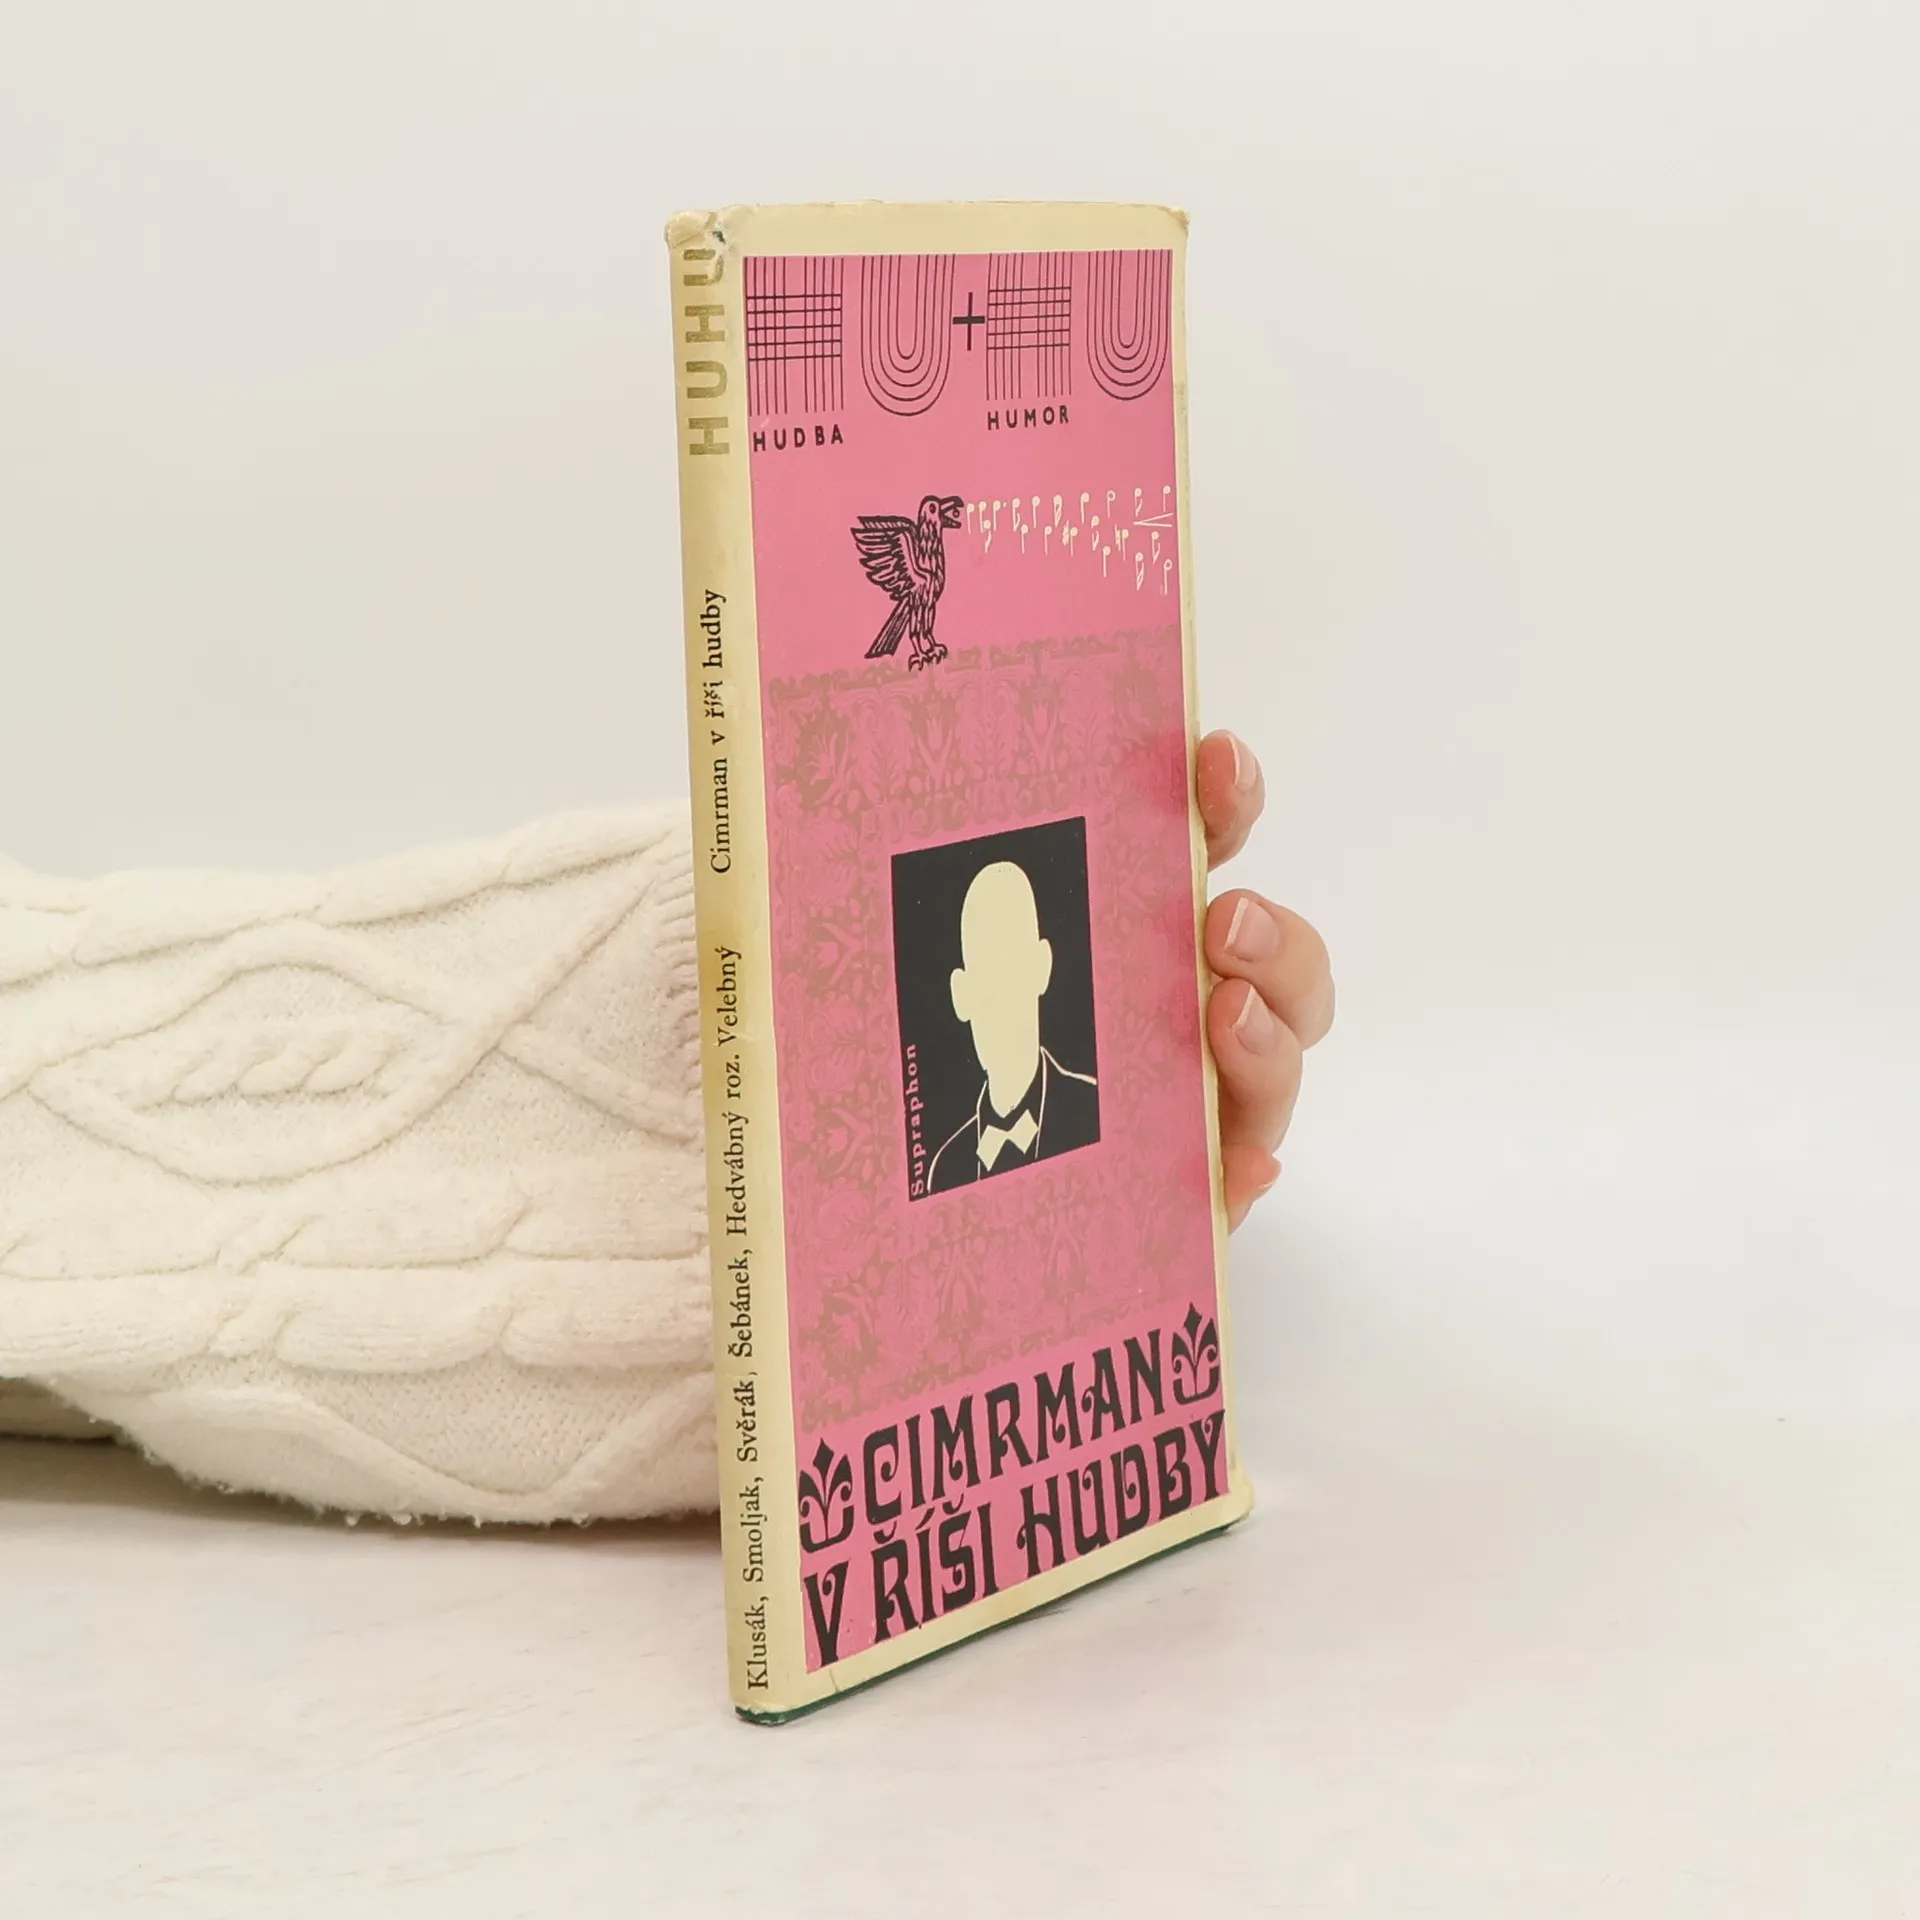 HUHU
Cimrman v říši hudby
Klusák, Smoljak, Svěrák, Šebánek, Hedvábný roz. Velebný
HU+HU
HUDBA
HUMOR
Supraphon
CIMRMAN
V ŘÍŠI HUDBY